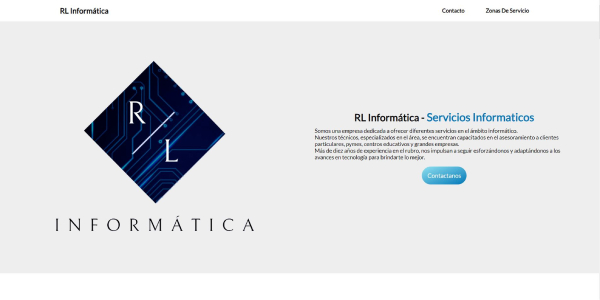 RL Informática
Contacto
Zonas De Servicio
R
L
INFORMÁTICA
RL Informática - Servicios Informaticos
Somos una empresa dedicada a ofrecer diferentes servicios en el ámbito informático.
Nuestros técnicos, especializados en el área, se encuentran capacitados en el asesoramiento a clientes
particulares, pymes, centros educativos y grandes empresas.
Más de diez años de experiencia en el rubro, nos impulsan a seguir esforzándonos y adaptándonos a los
avances en tecnología para brindarte lo mejor.
Contactanos